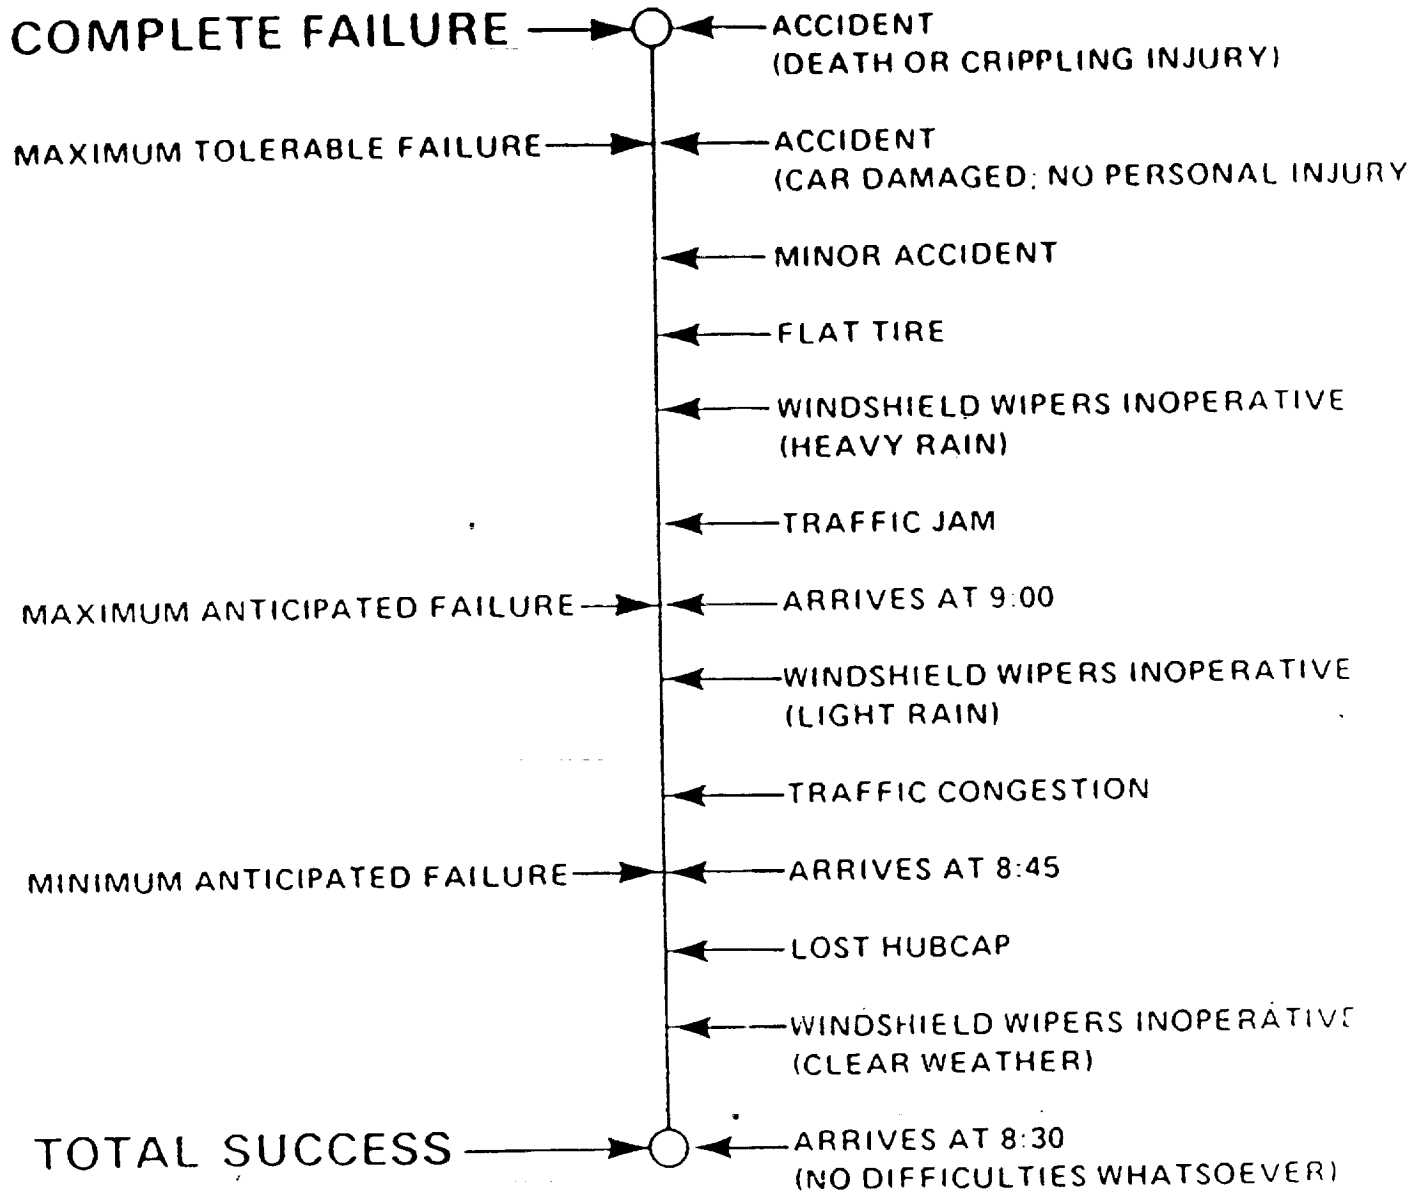 COMPLETE FAILURE
ACCIDENT
(DEATH OR CRIPPLING INJURY)
MAXIMUM TOLERABLE FAILURE
ACCIDENT
(CAR DAMAGED; NO PERSONAL INJURY
MINOR ACCIDENT
FLAT TIRE
WINDSHIELD WIPERS INOPERATIVE
(HEAVY RAIN)
TRAFFIC JAM
MAXIMUM ANTICIPATED FAILURE
ARRIVES AT 9:00
WINDSHIELD WIPERS INOPERATIVE
(LIGHT RAIN)
TRAFFIC CONGESTION
MINIMUM ANTICIPATED FAILURE
ARRIVES AT 8:45
LOST HUBCAP
WINDSHIELD WIPERS INOPERATIVE
(CLEAR WEATHER)
TOTAL SUCCESS
ARRIVES AT 8:30
(NO DIFFICULTIES WHATSOEVER)